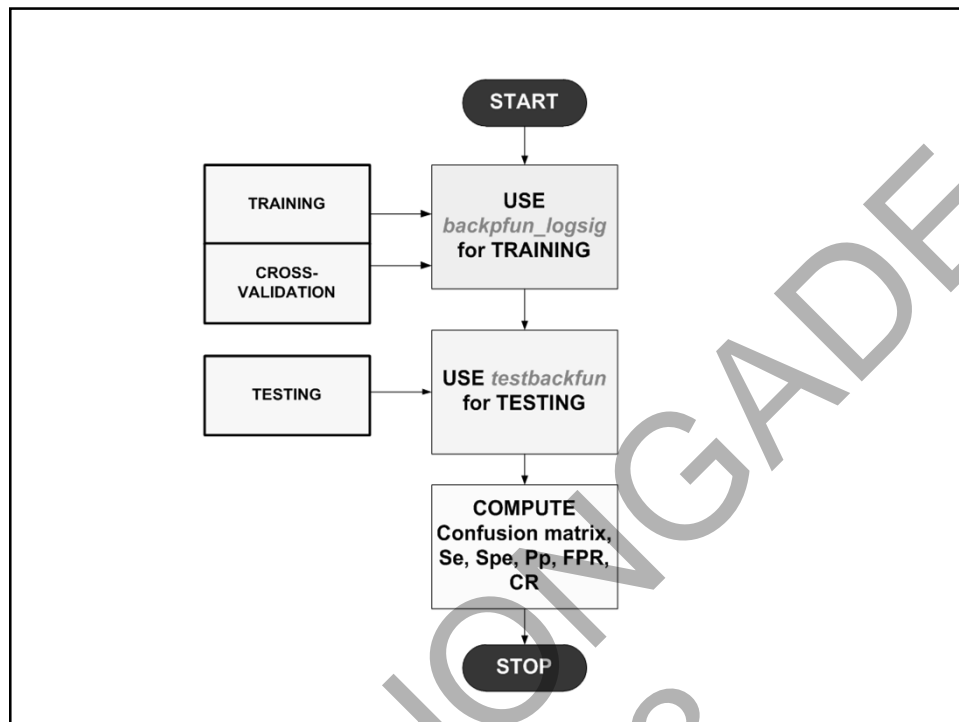 START
TRAINING
CROSS-
VALIDATION
USE
backpfun_logsig
for TRAINING
TESTING
USE testbackfun
for TESTING
COMPUTE
Confusion matrix,
Se, Spe, Pp, FPR,
CR
STOP